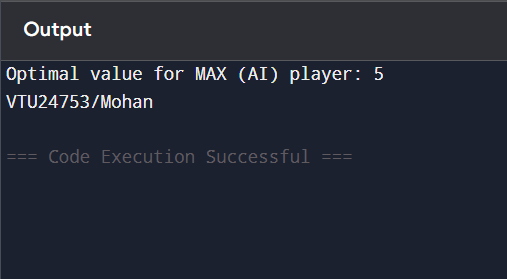 Output
Optimal value for MAX (AI) player: 5
VTU24753/Mohan
=== Code Execution Successful ===